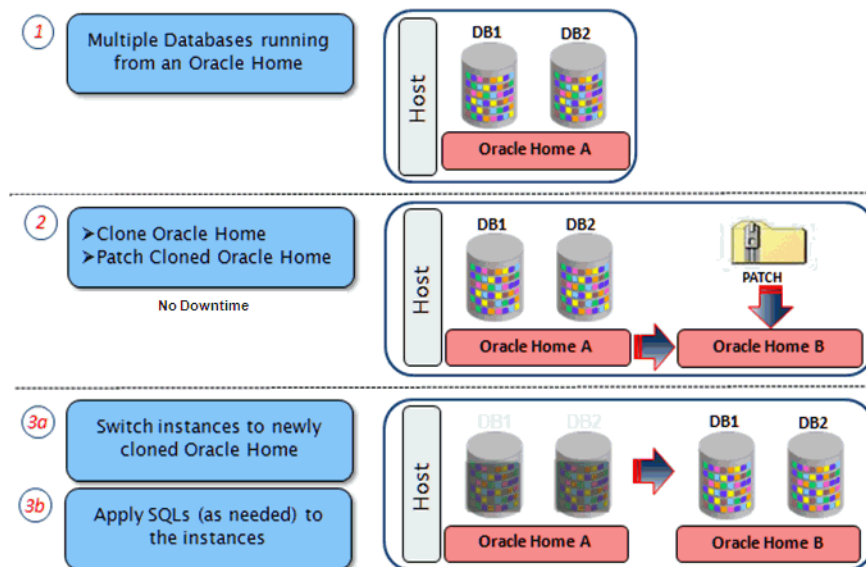 1
Multiple Databases running
from an Oracle Home
Host
DB1
DB2
Oracle Home A
2
➢Clone Oracle Home
➢Patch Cloned Oracle Home
No Downtime
Host
DB1
DB2
Oracle Home A
PATCH
Oracle Home B
3a
Switch instances to newly
cloned Oracle Home
3b
Apply SQLs (as needed) to
the instances
Host
DB1
DB2
Oracle Home A
DB1
DB2
Oracle Home B